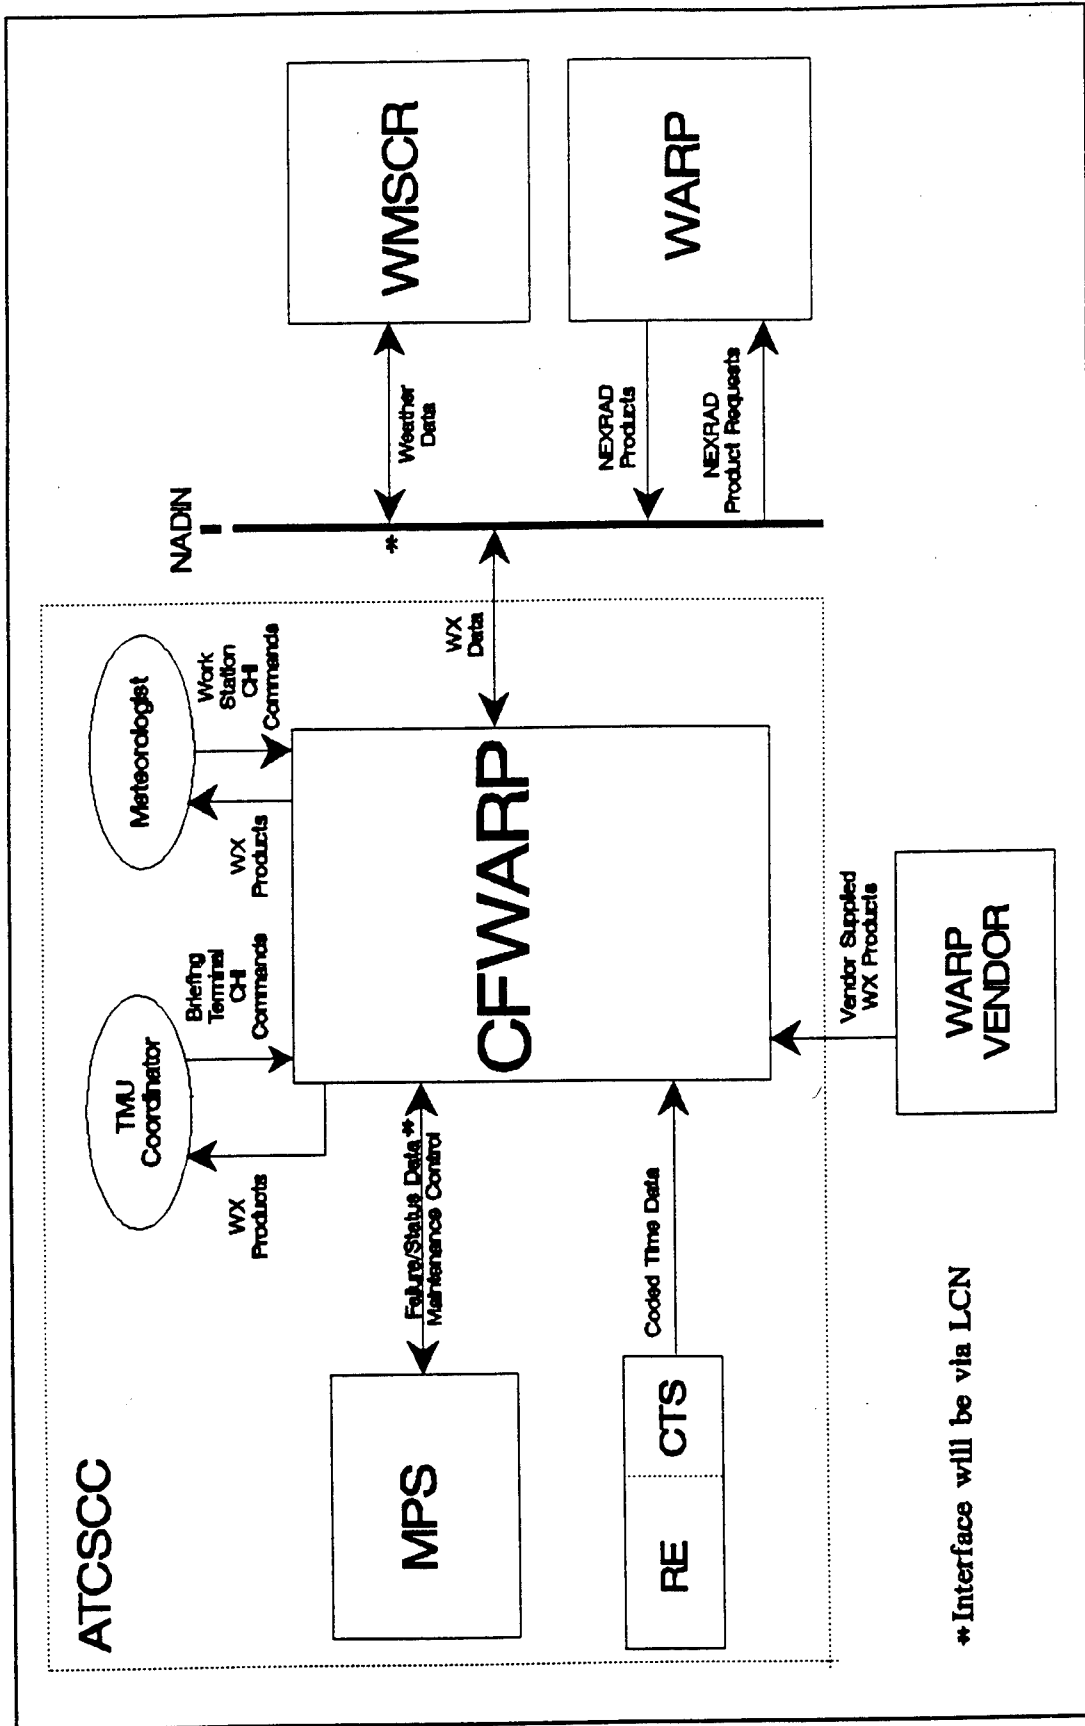 ATCSCC
TMU
Coordinator
Meteorologist
NADIN
WX
Products
Briefing
Terminal
CHI
Commands
WX
Products
Work
Station
CHI
Commands
MPS
Failure/Status Data *
Maintenance Control
CFWARP
WX
Data
*
Weather
Data
WMSCR
RE
CTS
Coded Time Data
NEXRAD
Products
NEXRAD
Product Requests
WARP
Vendor Supplied
WX Products
WARP
VENDOR
*Interface will be via LCN